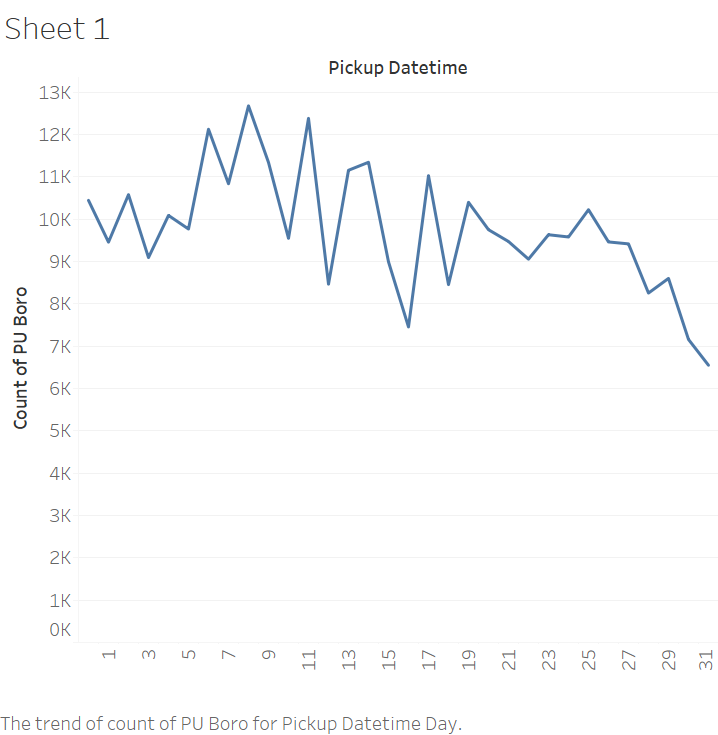 Sheet 1
Pickup Datetime
Count of PU Boro
13K
12K
11K
10K
9K
8K
7K
6K
5K
4K
3K
2K
1K
0K
1 3 5 7 9 11 13 15 17 19 21 23 25 27 29 31
The trend of count of PU Boro for Pickup Datetime Day.